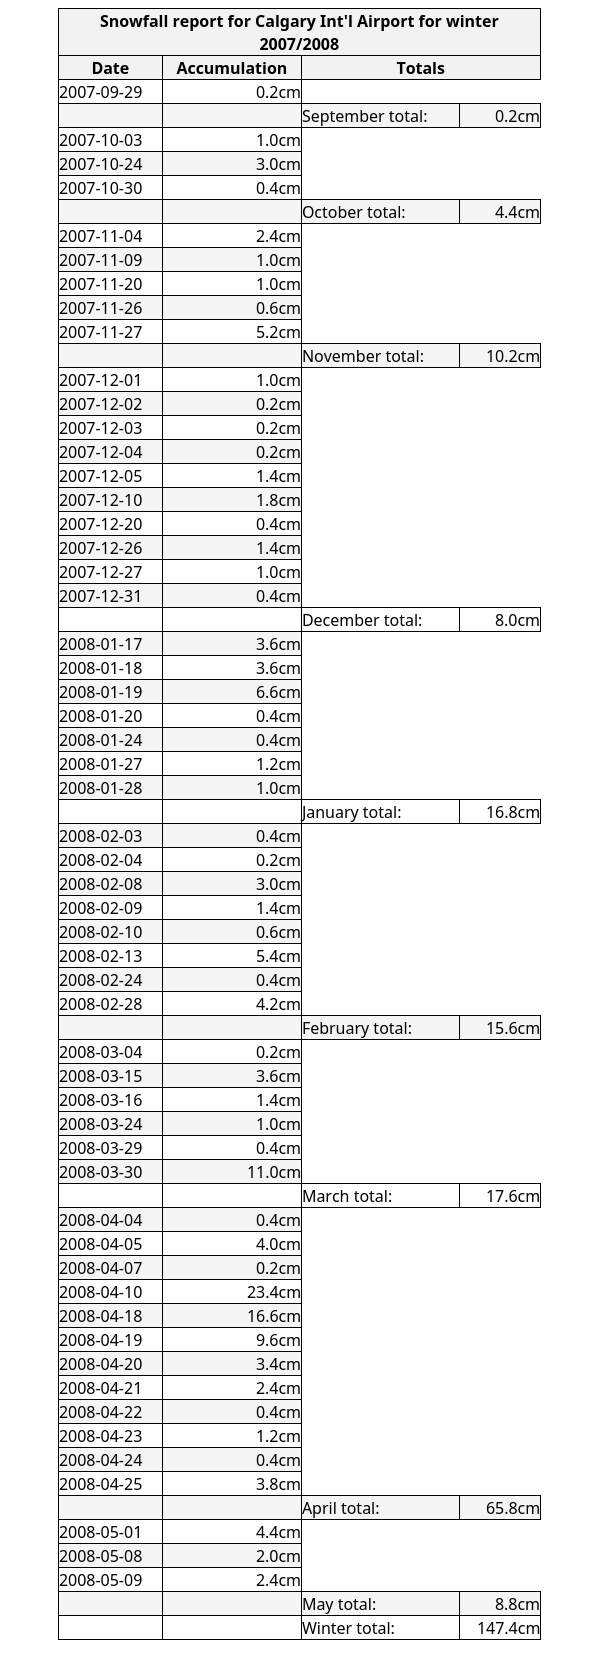 Snowfall report for Calgary Int'l Airport for winter
2007/2008
Date Accumulation Totals
2007-09-29 0.2cm
September total: 0.2cm
2007-10-03 1.0cm
2007-10-24 3.0cm
2007-10-30 0.4cm
October total: 4.4cm
2007-11-04 2.4cm
2007-11-09 1.0cm
2007-11-20 1.0cm
2007-11-26 0.6cm
2007-11-27 5.2cm
November total: 10.2cm
2007-12-01 1.0cm
2007-12-02 0.2cm
2007-12-03 0.2cm
2007-12-04 0.2cm
2007-12-05 1.4cm
2007-12-10 1.8cm
2007-12-20 0.4cm
2007-12-26 1.4cm
2007-12-27 1.0cm
2007-12-31 0.4cm
December total: 8.0cm
2008-01-17 3.6cm
2008-01-18 3.6cm
2008-01-19 6.6cm
2008-01-20 0.4cm
2008-01-24 0.4cm
2008-01-27 1.2cm
2008-01-28 1.0cm
January total: 16.8cm
2008-02-03 0.4cm
2008-02-04 0.2cm
2008-02-08 3.0cm
2008-02-09 1.4cm
2008-02-10 0.6cm
2008-02-13 5.4cm
2008-02-24 0.4cm
2008-02-28 4.2cm
February total: 15.6cm
2008-03-04 0.2cm
2008-03-15 3.6cm
2008-03-16 1.4cm
2008-03-24 1.0cm
2008-03-29 0.4cm
2008-03-30 11.0cm
March total: 17.6cm
2008-04-04 0.4cm
2008-04-05 4.0cm
2008-04-07 0.2cm
2008-04-10 23.4cm
2008-04-18 16.6cm
2008-04-19 9.6cm
2008-04-20 3.4cm
2008-04-21 2.4cm
2008-04-22 0.4cm
2008-04-23 1.2cm
2008-04-24 0.4cm
2008-04-25 3.8cm
April total: 65.8cm
2008-05-01 4.4cm
2008-05-08 2.0cm
2008-05-09 2.4cm
May total: 8.8cm
Winter total: 147.4cm